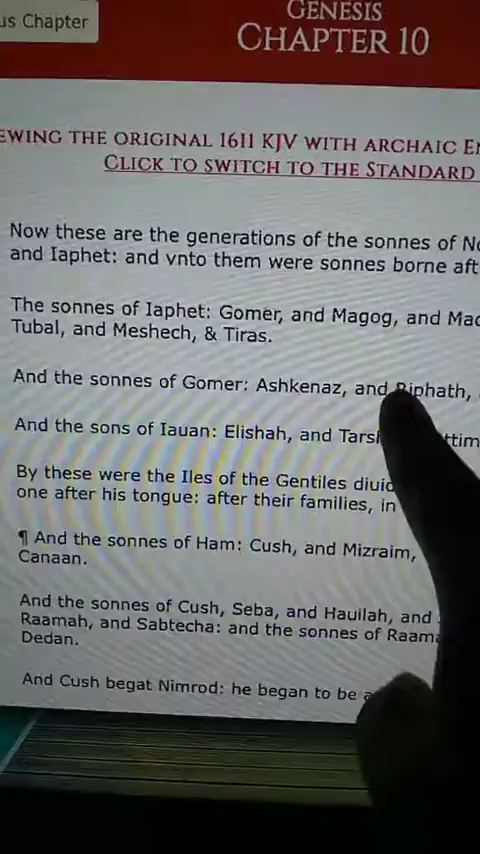 us Chapter
GENESIS
CHAPTER 10
EWING THE ORIGINAL 1611 KJV WITH ARCHAIC E
CLICK TO SWITCH TO THE STANDARD
Now these are the generations of the sonnes of
and Iaphet: and vnto them were sonnes borne aft
The sonnes of Iaphet: Gomer, and Magog, and
Tubal, and Meshech, & Tiras.
And the sonnes of Gomer: Ashkenaz, and Riphath,
And the sons of Iauan: Elishah, and
By these were the Iles of the Gentiles
one after his tongue: after their families, in
¶ And the sonnes of Ham: Cush, and Mizraim,
Canaan.
And the sonnes of Cush, Seba, and Hauilah, and
Raamah, and Sabtecha: and the sonnes of
Dedan.
And Cush begat Nimrod: he began to be